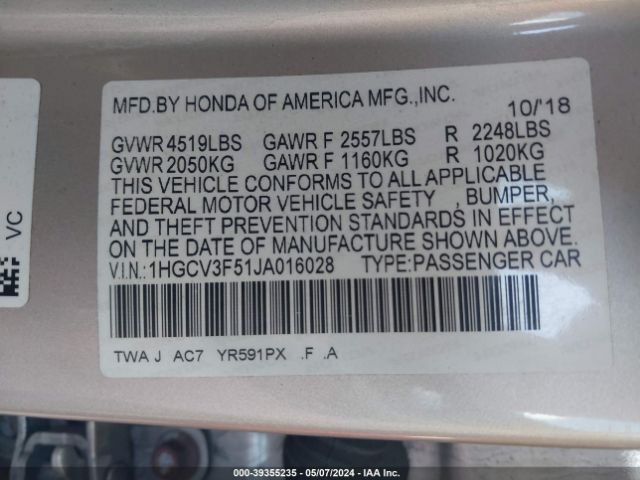 MFD.BY HONDA OF AMERICA MFG.,INC.
10/'18
GVWR 4519LBS GAWR F 2557LBS R 2248LBS
GVWR 2050KG GAWR F 1160KG R 1020KG
THIS VEHICLE CONFORMS TO ALL APPLICABLE
FEDERAL MOTOR VEHICLE SAFETY , BUMPER,
AND THEFT PREVENTION STANDARDS IN EFFECT
ON THE DATE OF MANUFACTURE SHOWN ABOVE.
V.I.N.: 1HGCV3F51JA016028 TYPE:PASSENGER CAR
TWA J AC7 YR591PX .F .A
VC
000-39355235 - 05/07/2024 - IAA Inc.